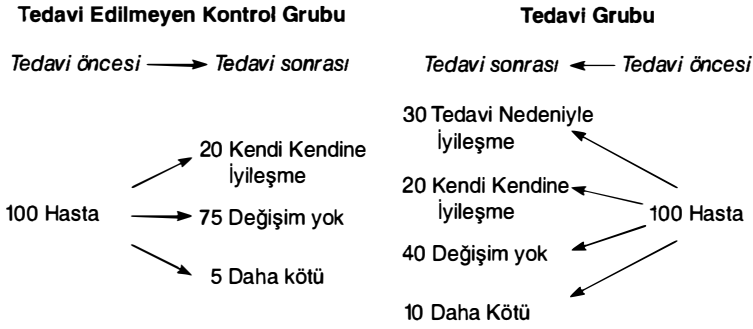 Tedavi Edilmeyen Kontrol Grubu
Tedavi öncesi
Tedavi sonrası
100 Hasta
20 Kendi Kendine
İyileşme
75 Değişim yok
5 Daha kötü
Tedavi Grubu
Tedavi sonrası
Tedavi öncesi
30 Tedavi Nedeniyle
İyileşme
20 Kendi Kendine
İyileşme
100 Hasta
40 Değişim yok
10 Daha Kötü